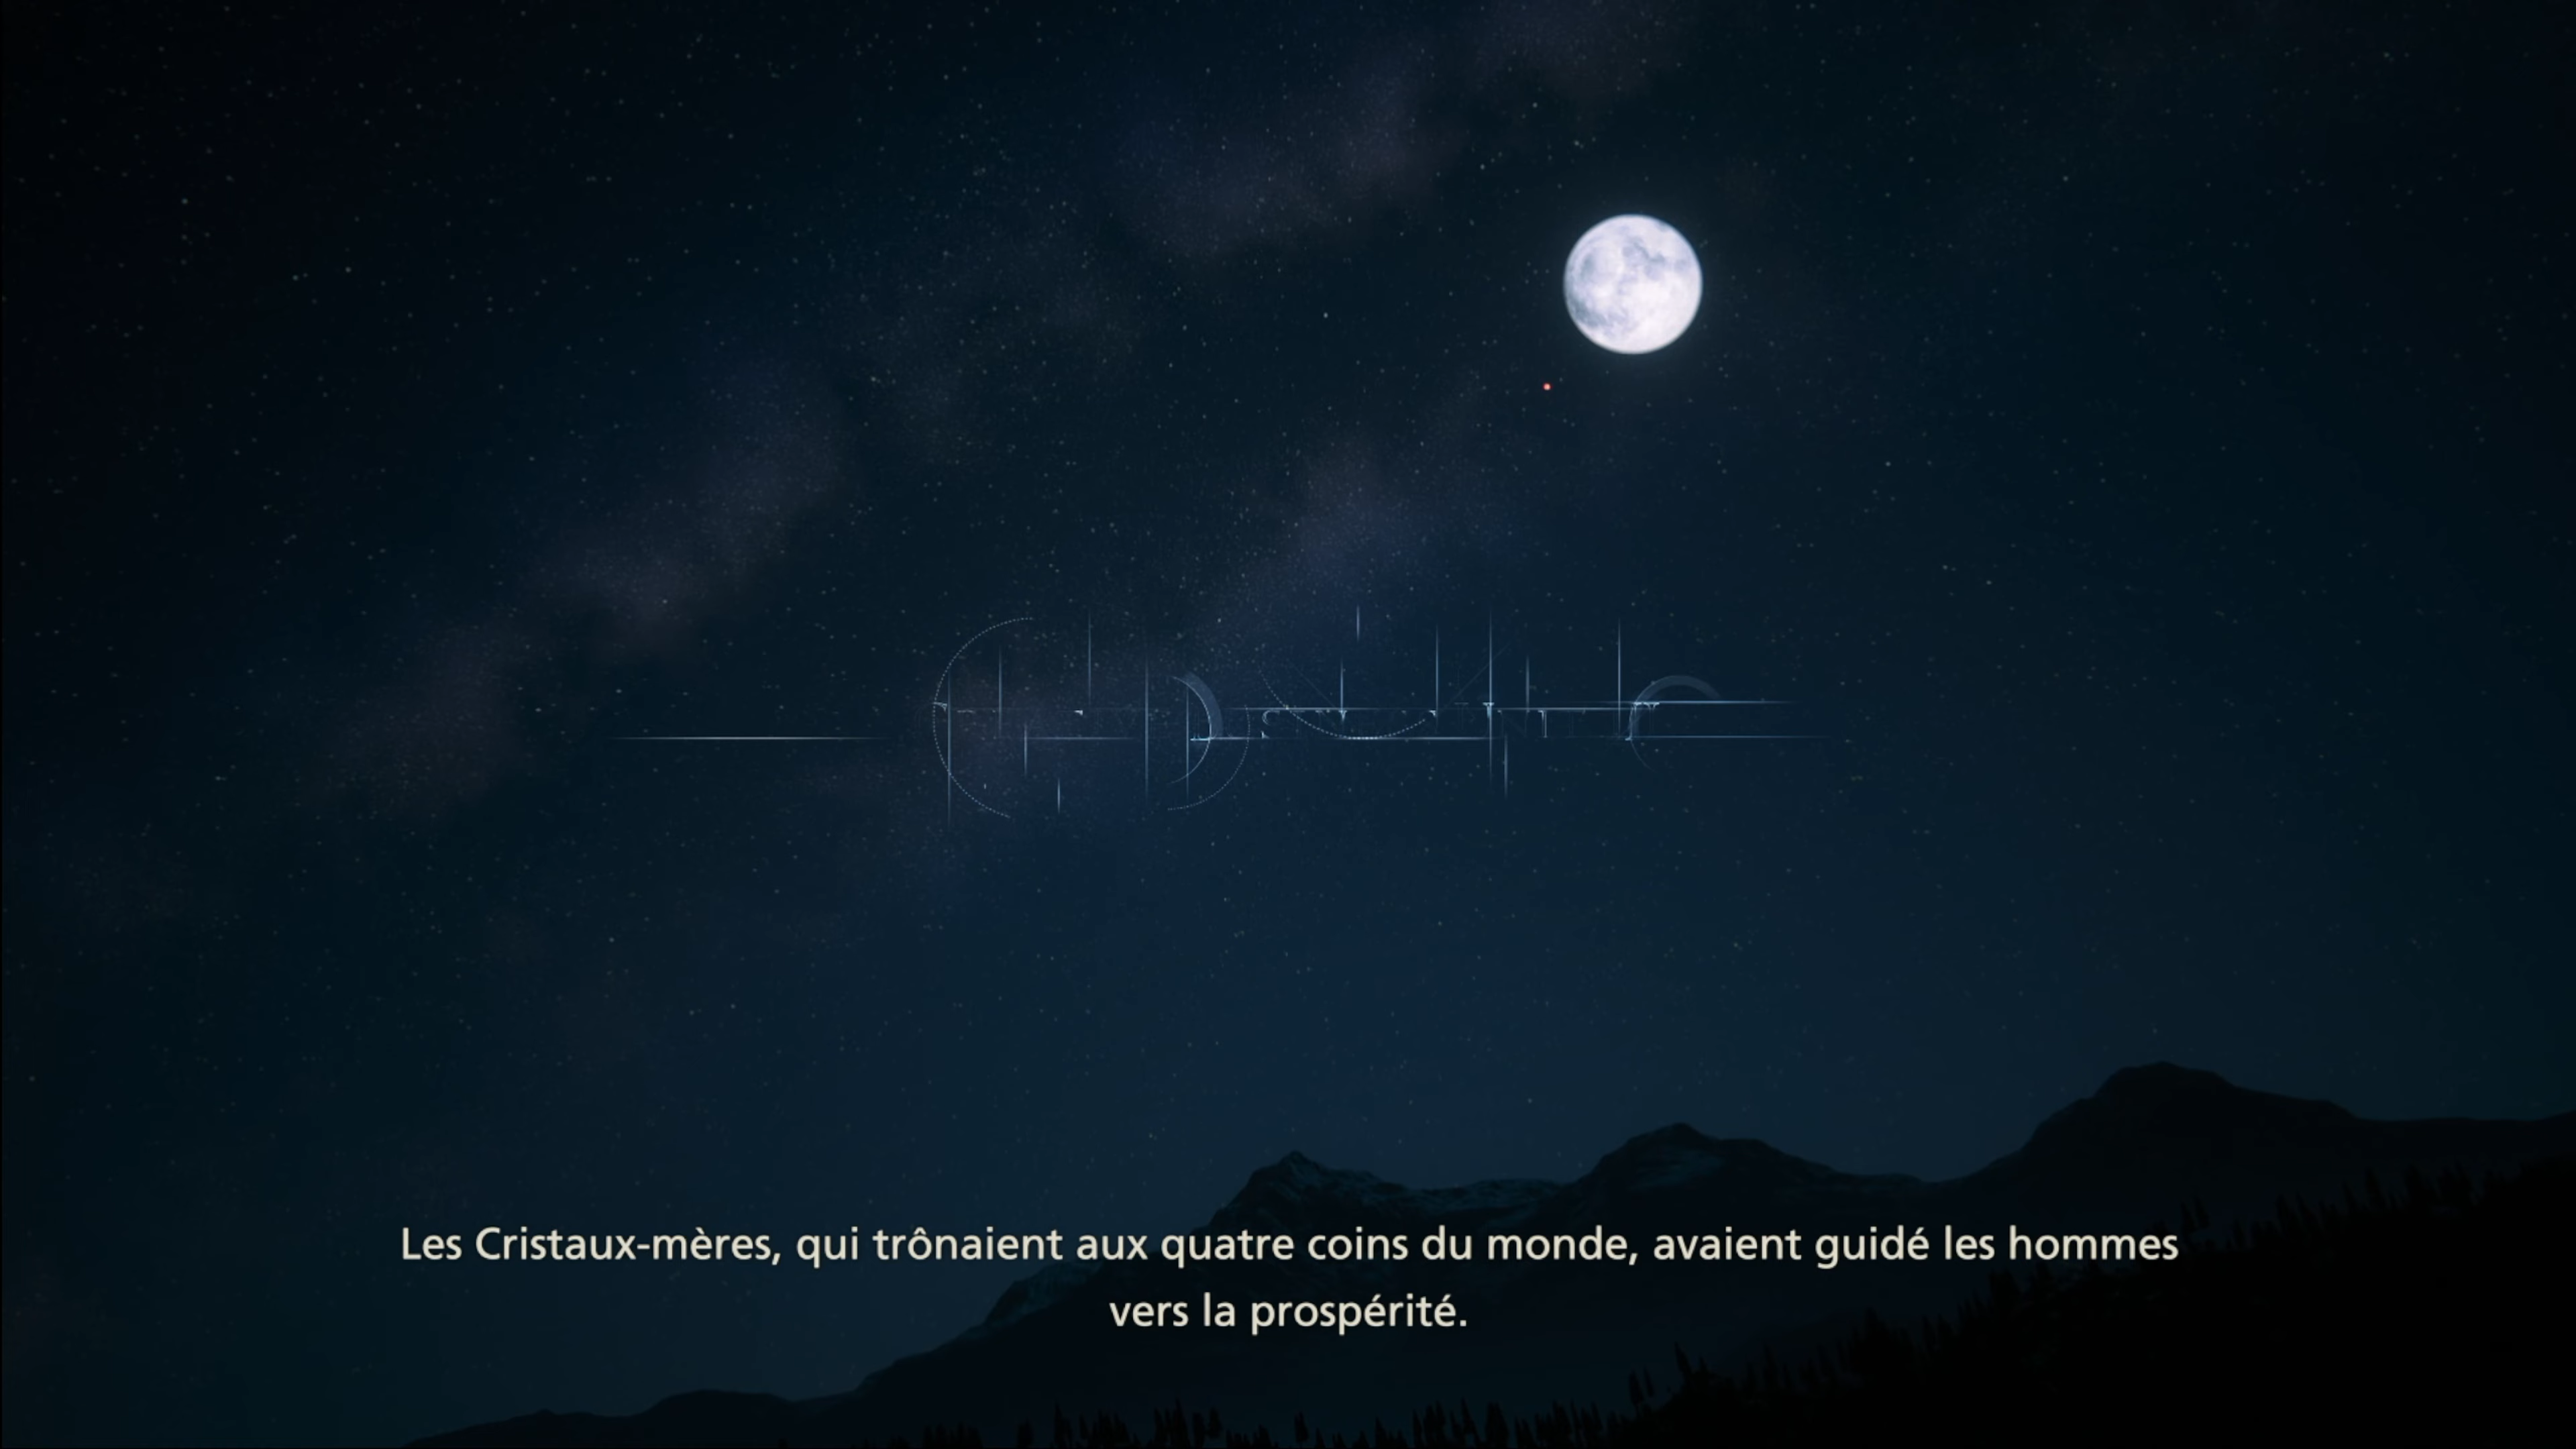 Les Cristaux-mères, qui trônaient aux quatre coins du monde, avaient guidé les hommes
vers la prospérité.